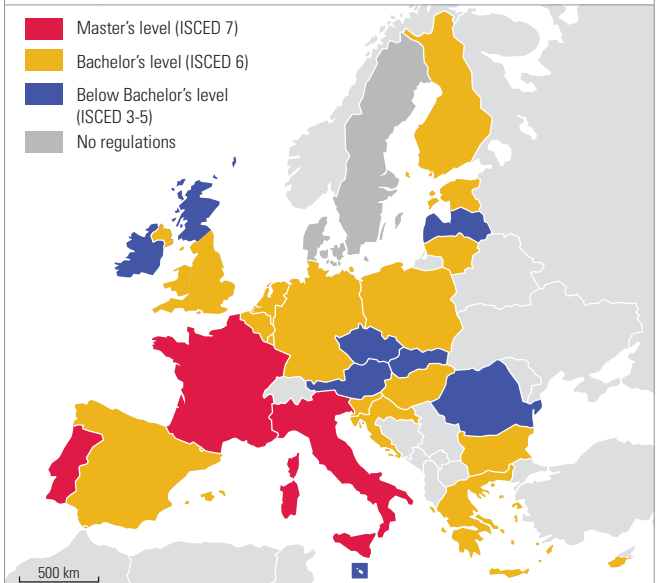 Master's level (ISCED 7)
Bachelor's level (ISCED 6)
Below Bachelor's level
(ISCED 3-5)
No regulations
500 km